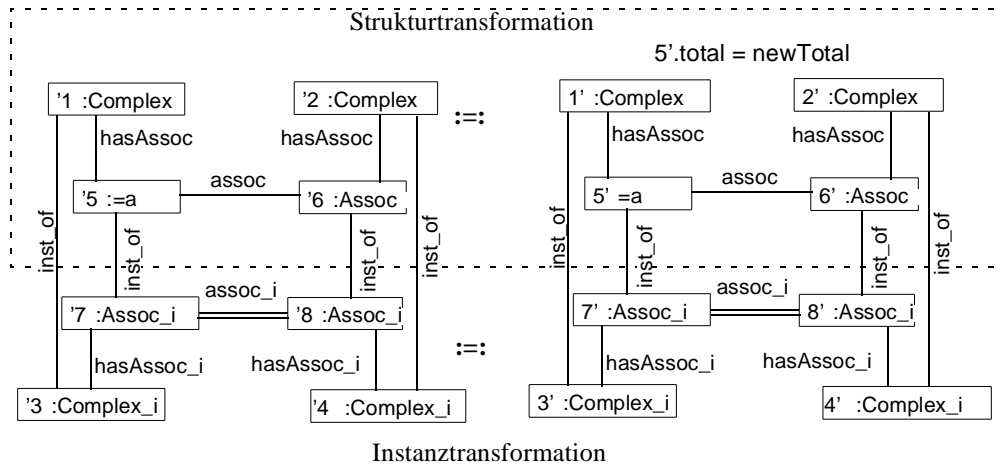 Strukturtransformation
5'.total = newTotal
'1 :Complex
'2 :Complex
:=:
1' :Complex
2' :Complex
hasAssoc
hasAssoc
hasAssoc
hasAssoc
assoc
assoc
'5 :=a
'6 :Assoc
5' =a
6' :Assoc
inst_of
inst_of
inst_of
inst_of
inst_of
inst_of
inst_of
inst_of
assoc_i
assoc_i
'7 :Assoc_i
'8 :Assoc_i
7' :Assoc_i
8' :Assoc_i
:=:
hasAssoc_i
hasAssoc_i
hasAssoc_i
hasAssoc_i
'3 :Complex_i
'4 :Complex_i
3' :Complex_i
4' :Complex_i
Instanztransformation